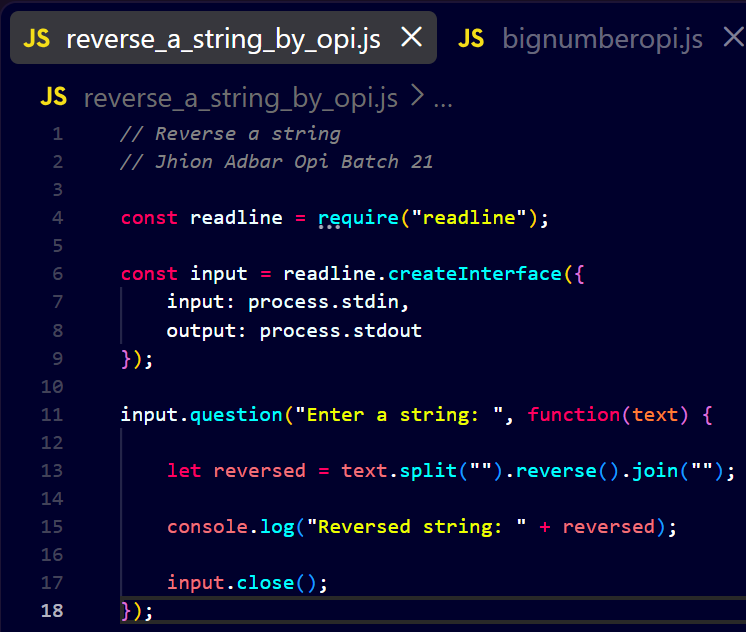 JS reverse_a_string_by_opi.js × JS bignumberopi.js ×
JS reverse_a_string_by_opi.js > ...
1 // Reverse a string
2 // Jhion Adbar Opi Batch 21
3
4 const readline = require("readline");
5
6 const input = readline.createInterface({
7     input: process.stdin,
8     output: process.stdout
9 });
10
11 input.question("Enter a string: ", function(text) {
12
13     let reversed = text.split("").reverse().join("");
14
15     console.log("Reversed string: " + reversed);
16
17     input.close();
18 });